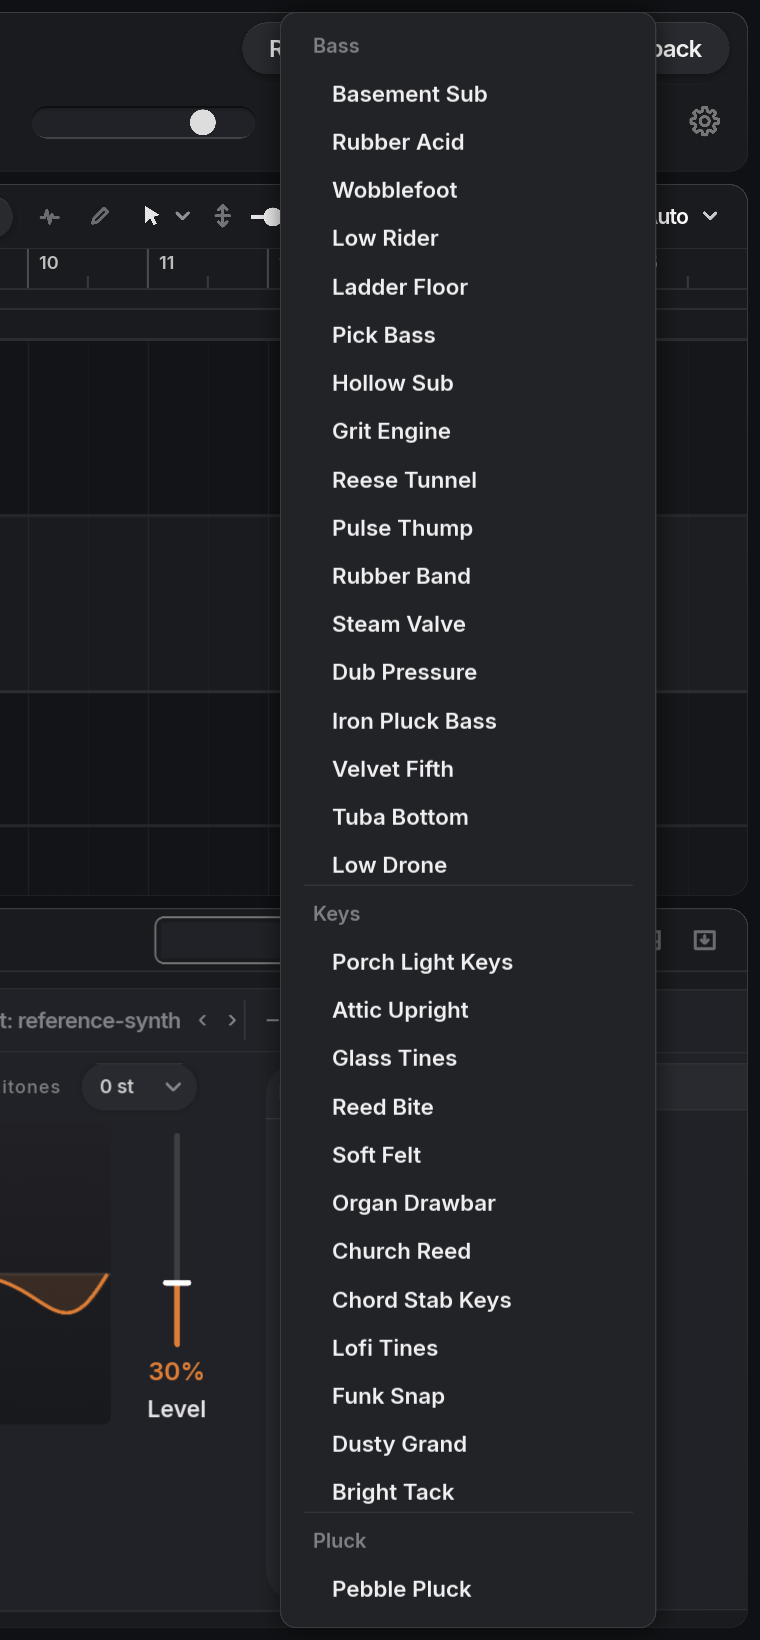 Bass
Basement Sub
Rubber Acid
Wobblefoot
Low Rider
Auto
10
11
Ladder Floor
Pick Bass
Hollow Sub
Grit Engine
Reese Tunnel
Pulse Thump
Rubber Band
Steam Valve
Dub Pressure
Iron Pluck Bass
Velvet Fifth
Tuba Bottom
Low Drone
Keys
Porch Light Keys
Attic Upright
t: reference-synth
Glass Tines
itones
0 st
Reed Bite
Soft Felt
Organ Drawbar
Church Reed
Chord Stab Keys
Lofi Tines
30%
Funk Snap
Level
Dusty Grand
Bright Tack
Pluck
Pebble Pluck